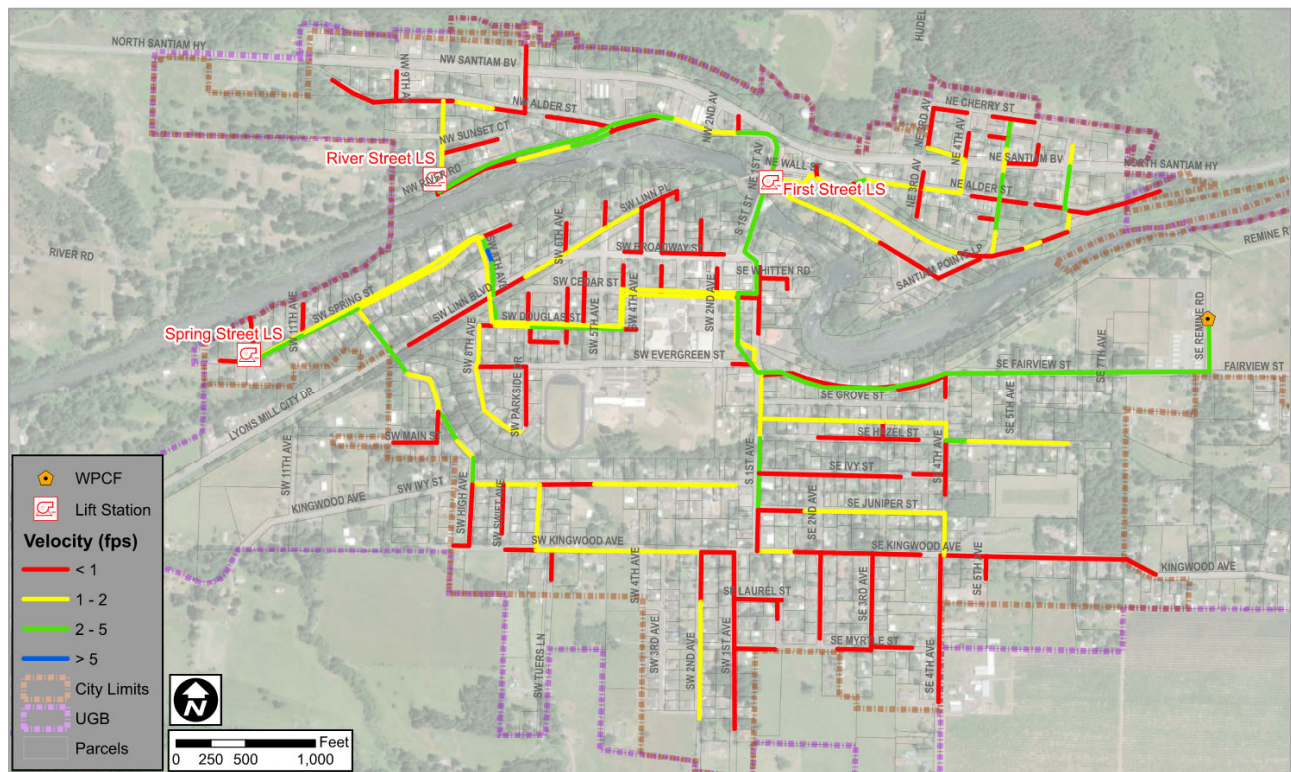 HUDEL
NORTH SANTIAM HY
NW SANTIAM BV
NW 9TH AV
NW ALDER ST
NW 2ND AV
NW SUNSET CT
River Street LS
NW RIVER RD
NE 1ST AV
NE WALL S
First Street LS
NE CHERRY ST
NE 3RD AV
NE 4TH AV
NE SANTIAM BV
NORTH SANTIAM HY
NE 3RD AV
NE ALDER ST
RIVER RD
SW LINN PL
SW 6TH AVE
S 1ST ST
SW BROADWAY ST
SANTIAM POINTE LP
REMINE R
SW 8TH AVE
SE WHITTEN RD
SW CEDAR ST
SW LINN BLVD
SW SPRING ST
SW 11TH AVE
Spring Street LS
SW DOUGLAS ST
SW 5TH AVE
SW 4TH AVE
SW 2ND AVE
SE REMINE RD
SW 8TH AVE
SW EVERGREEN ST
SE FAIRVIEW ST
SE 7TH AVE
FAIRVIEW ST
LYONS MILL CITY DR
SW PARKSIDE DR
SE GROVE ST
SE 5TH AVE
SW MAIN S
SE HAZEL ST
SW 11TH AVE
SW IVY ST
S 1ST AVE
SE IVY ST
SE 4TH AVE
KINGWOOD AVE
SW HIGH AVE
SW SWIFT AVE
SE 2ND AVE
SE JUNIPER ST
SW KINGWOOD AVE
SE KINGWOOD AVE
KINGWOOD AVE
SW 4TH AVE
SE LAUREL ST
SE 3RD AVE
SE 5TH AVE
SW TUERS LN
SW 3RD AVE
SW 2ND AVE
SW 1ST AVE
SE MYRTLE ST
SE 4TH AVE
WPCF
Lift Station
Velocity (fps)
< 1
1 - 2
2 - 5
> 5
City Limits
UGB
Parcels
N
Feet
0 250 500 1,000